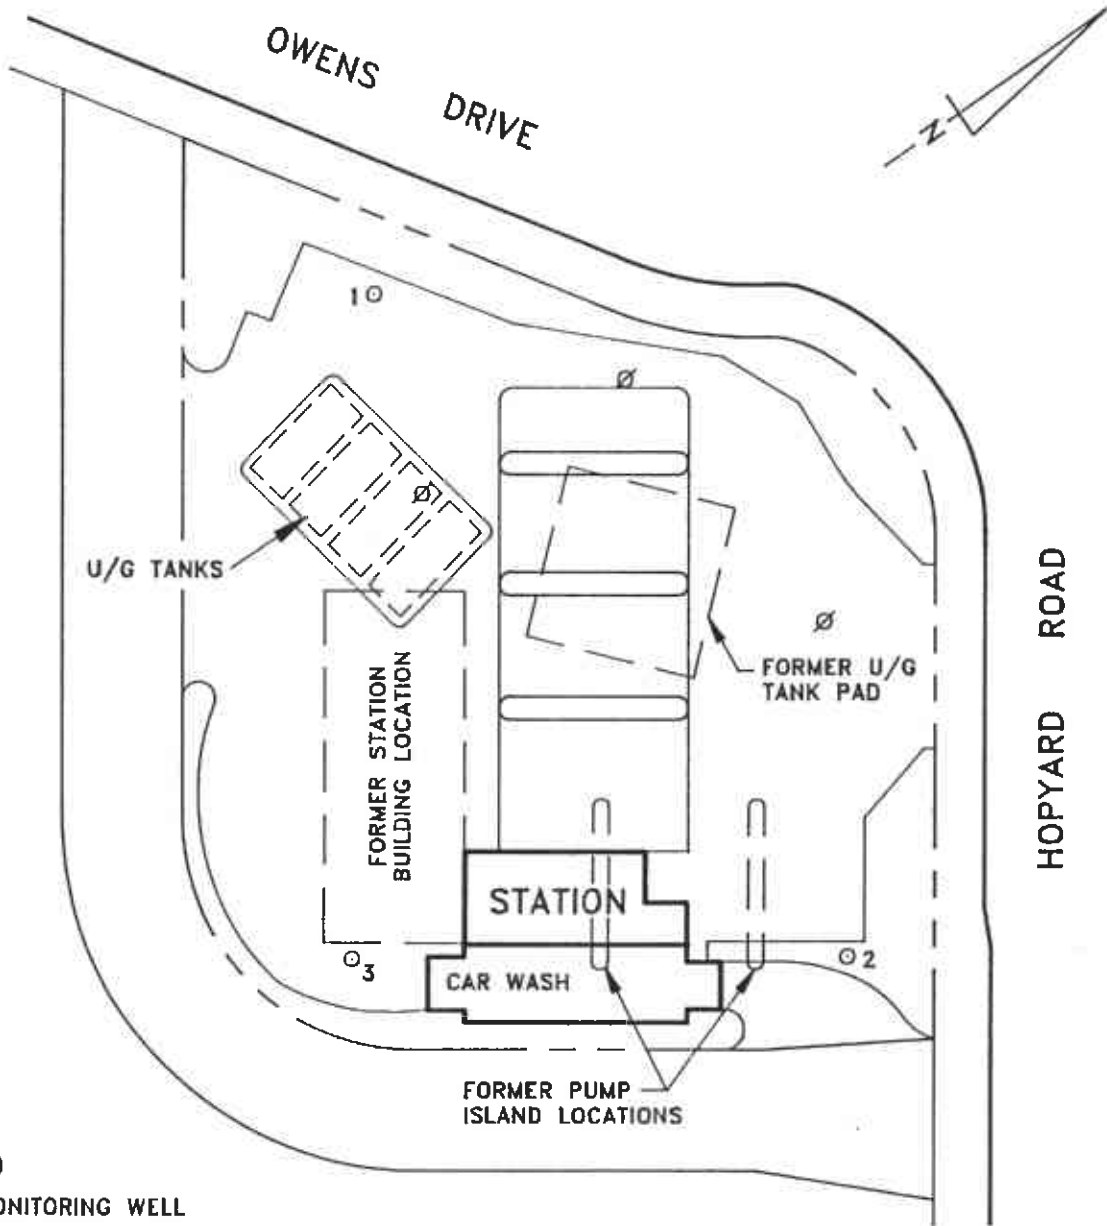 OWENS
DRIVE
N
1
U/G TANKS
FORMER U/G
TANK PAD
HOPYARD ROAD
FORMER STATION
BUILDING LOCATION
STATION
3
2
CAR WASH
FORMER PUMP
ISLAND LOCATIONS
ONITORING WELL